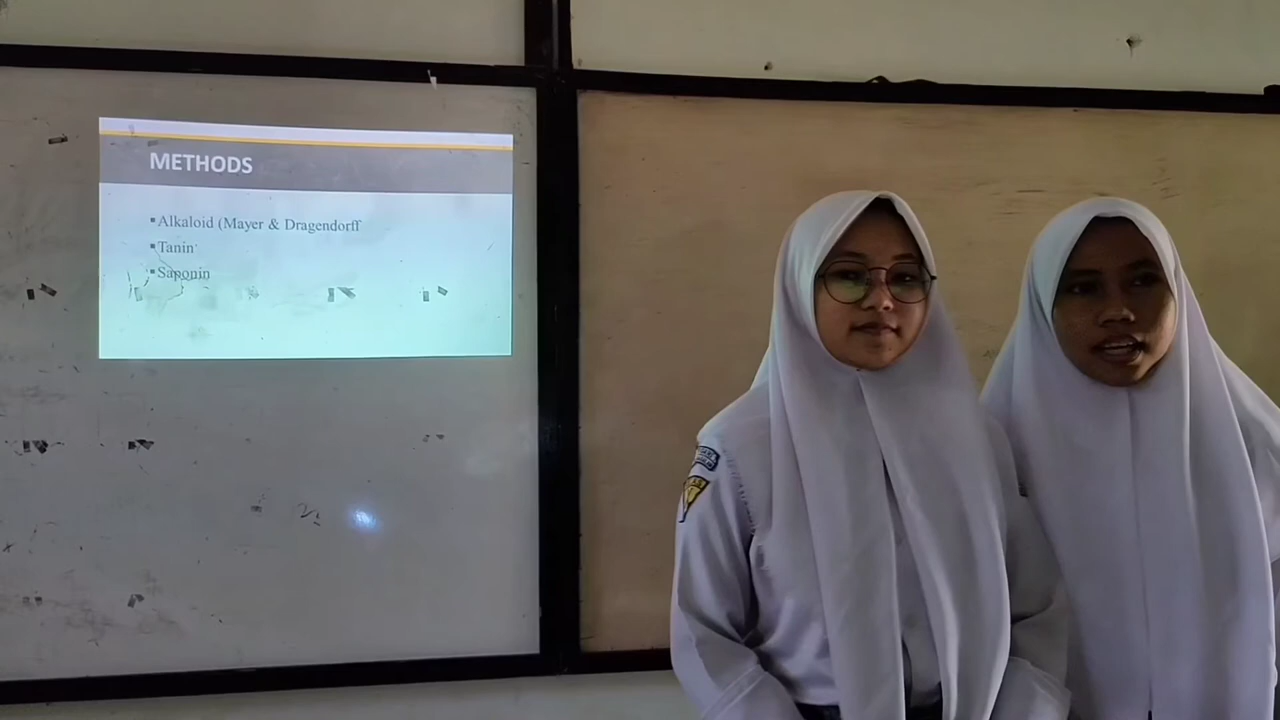 METHODS
▪Alkaloid (Mayer & Dragendorff
▪Tanin
▪Saponin